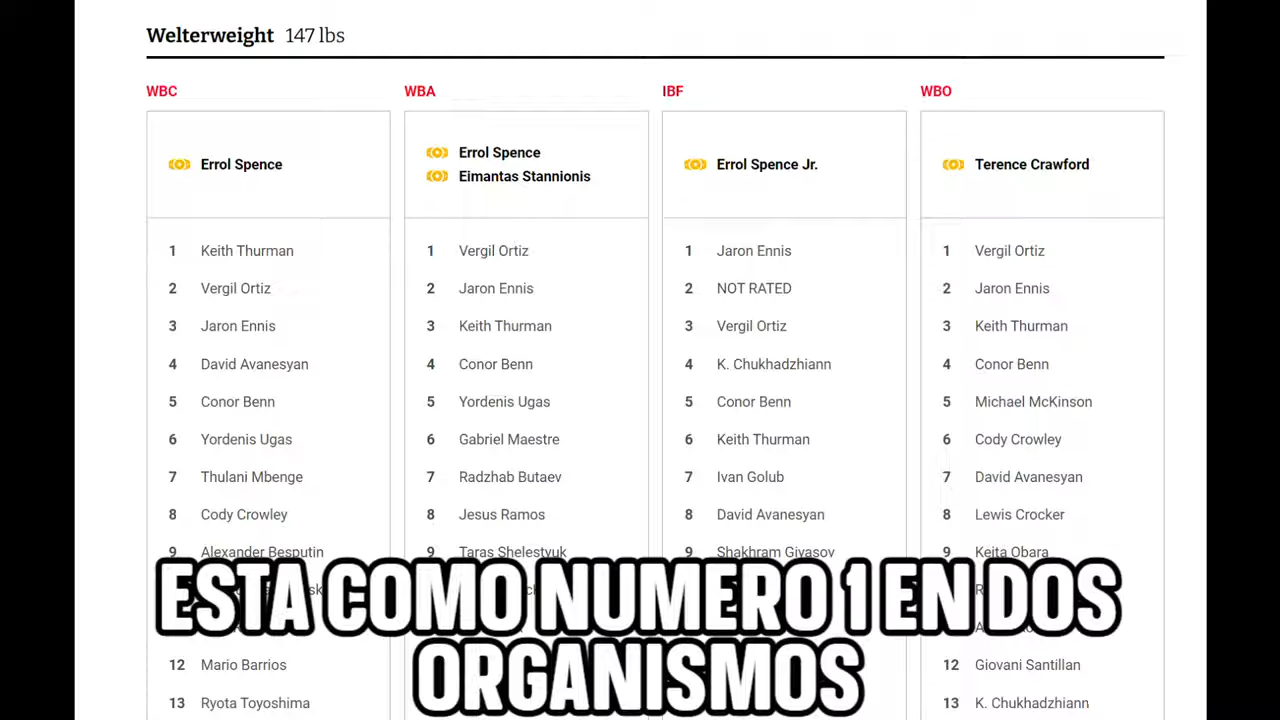 Welterweight 147 lbs
WBC
Errol Spence
1 Keith Thurman
2 Vergil Ortiz
3 Jaron Ennis
4 David Avanesyan
5 Conor Benn
6 Yordenis Ugas
7 Thulani Mbenge
8 Cody Crowley
9 Alexander Besputin
12 Mario Barrios
13 Ryota Toyoshima
WBA
Errol Spence
Eimantas Stannionis
1 Vergil Ortiz
2 Jaron Ennis
3 Keith Thurman
4 Conor Benn
5 Yordenis Ugas
6 Gabriel Maestre
7 Radzhab Butaev
8 Jesus Ramos
9 Taras Shelestyuk
IBF
Errol Spence Jr.
1 Jaron Ennis
2 NOT RATED
3 Vergil Ortiz
4 K. Chukhadzhiann
5 Conor Benn
6 Keith Thurman
7 Ivan Golub
8 David Avanesyan
9 Shakhram Giyasov
WBO
Terence Crawford
1 Vergil Ortiz
2 Jaron Ennis
3 Keith Thurman
4 Conor Benn
5 Michael McKinson
6 Cody Crowley
7 David Avanesyan
8 Lewis Crocker
9 Keita Obara
12 Giovani Santillan
13 K. Chukhadzhiann
ESTA COMO NUMERO 1 EN DOS
ORGANISMOS